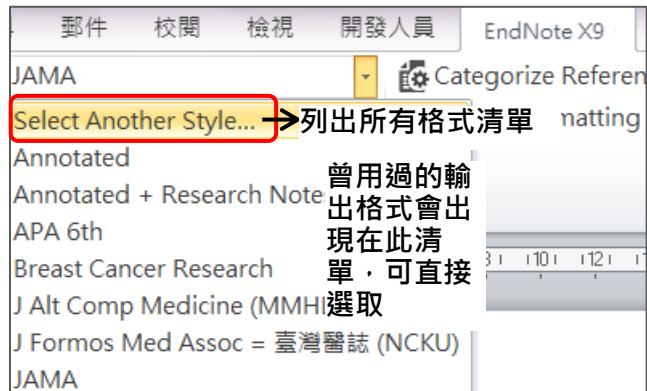 郵件 校閱 檢視 開發人員 EndNote X9
JAMA Categorize Referen
Select Another Style... →列出所有格式清單 matting
Annotated
Annotated + Research Note
APA 6th
Breast Cancer Research
J Alt Comp Medicine (MMH
J Formos Med Assoc = 臺灣醫誌 (NCKU)
JAMA
曾用過的輸
出格式會出
現在此清
單，可直接
選取
10 12